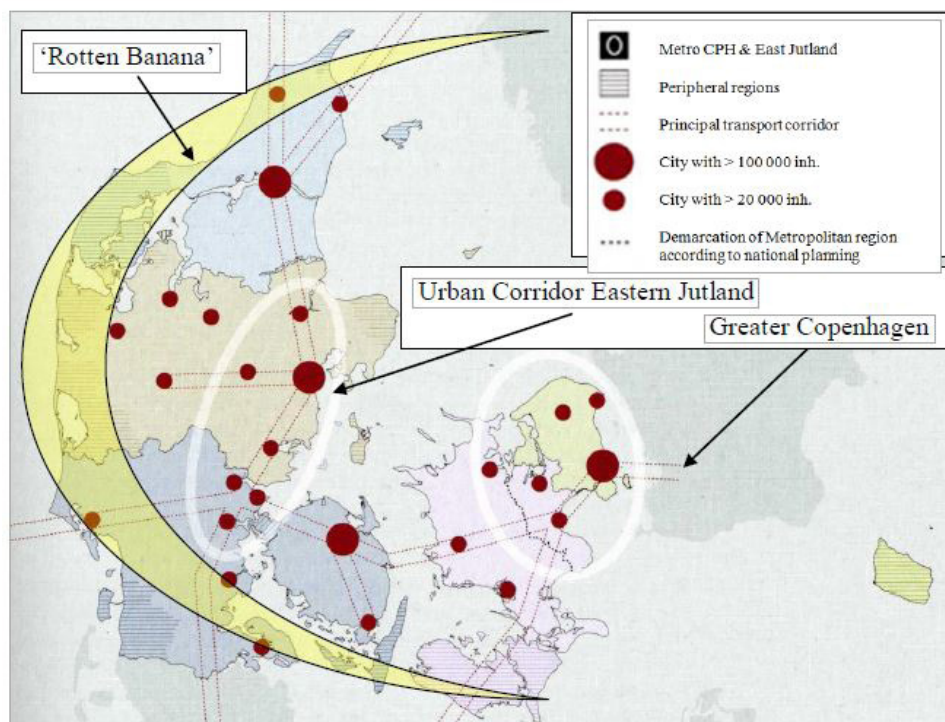 ‘Rotten Banana’
Metro CPH & East Jutland
Peripheral regions
Principal transport corridor
City with > 100 000 inh.
City with > 20 000 inh.
Demarcation of Metropolitan region
according to national planning
Urban Corridor Eastern Jutland
Greater Copenhagen